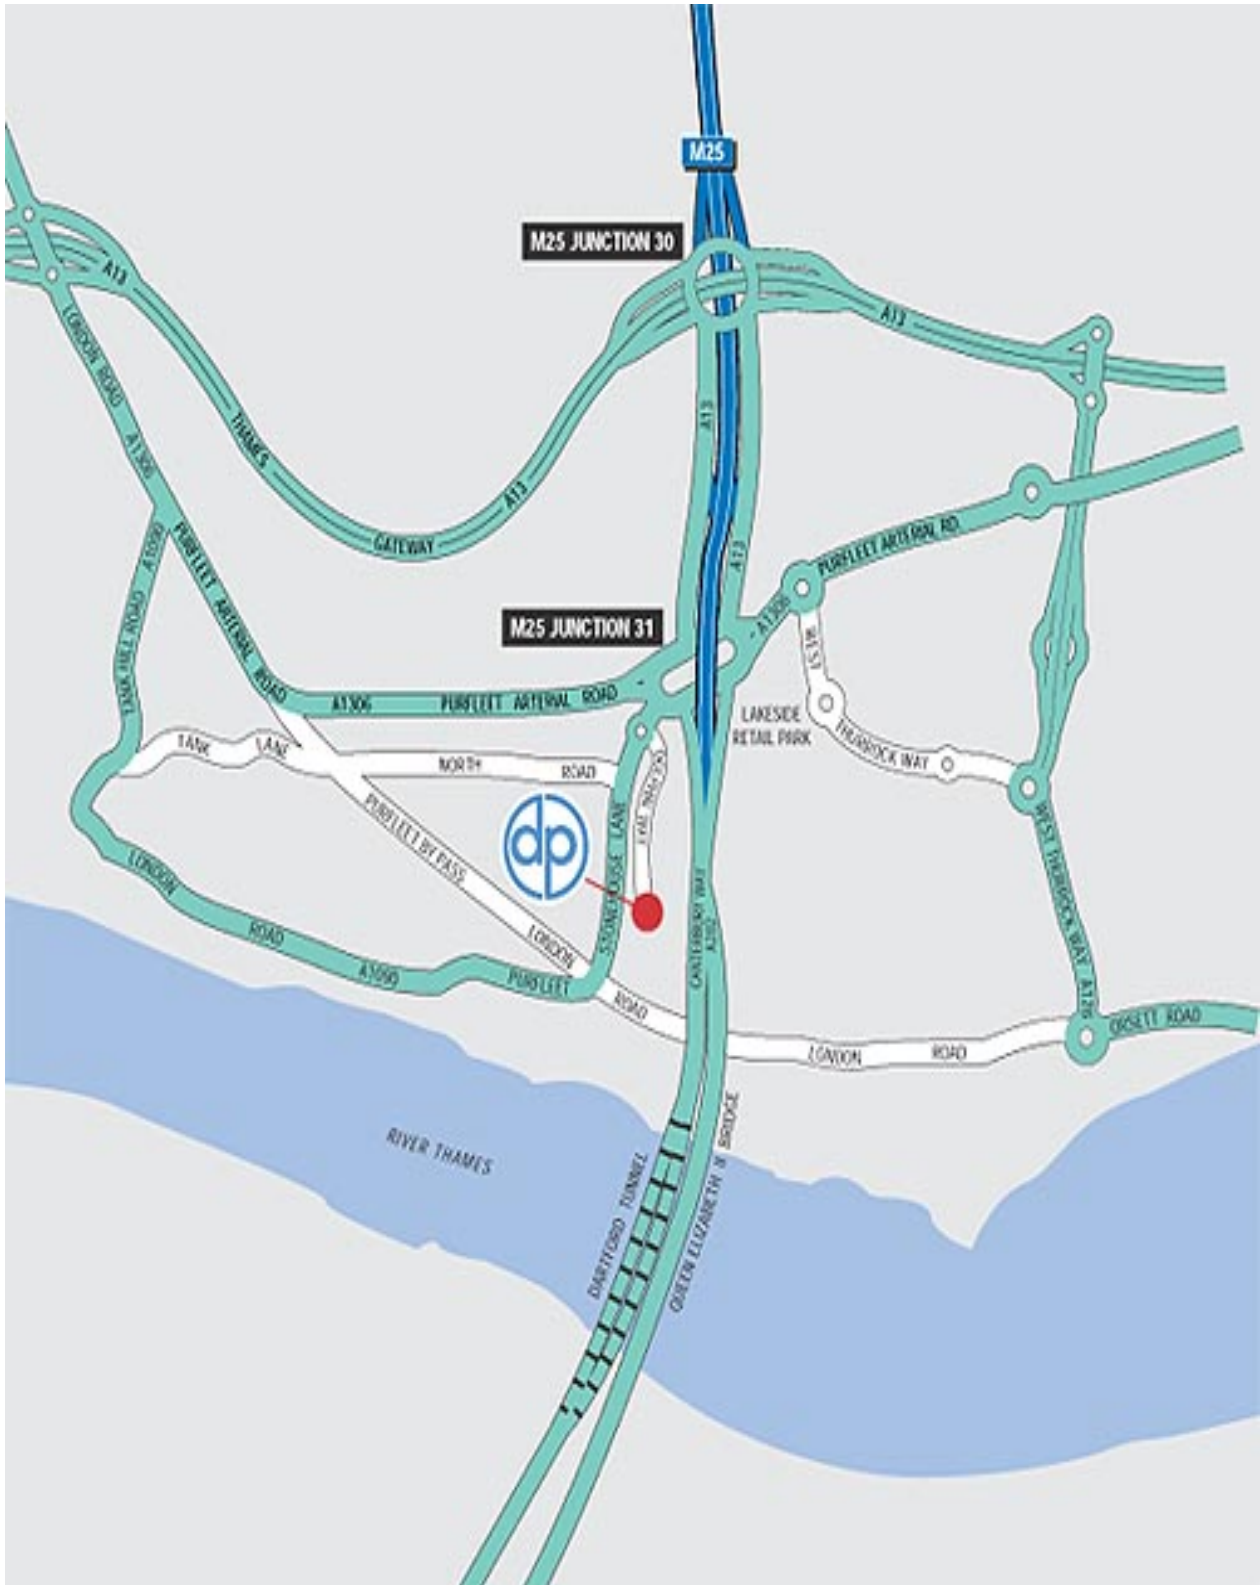 M25
M25 JUNCTION 30
A13
A13
LONDON ROAD
A1306
THAMES
A13
GATEWAY
A13
A13
PURFLEET ARTERIAL RD.
A1090
PURFLEET ARTERIAL ROAD
M25 JUNCTION 31
A1306
WEST
TANK HILL ROAD
A1306
PURFLEET ARTERIAL ROAD
LAKESIDE
RETAIL PARK
THURROCK WAY
TANK LANE
NORTH ROAD
dp
PURFLEET BY PASS
STONEHOUSE LANE
WEST THURROCK WAY A126
LONDON
ROAD
A1090
PURFLEET
LONDON
ROAD
CANTERBURY WAY
ORSETT ROAD
LONDON ROAD
RIVER THAMES
DARTFORD TUNNEL
QUEEN ELIZABETH II BRIDGE